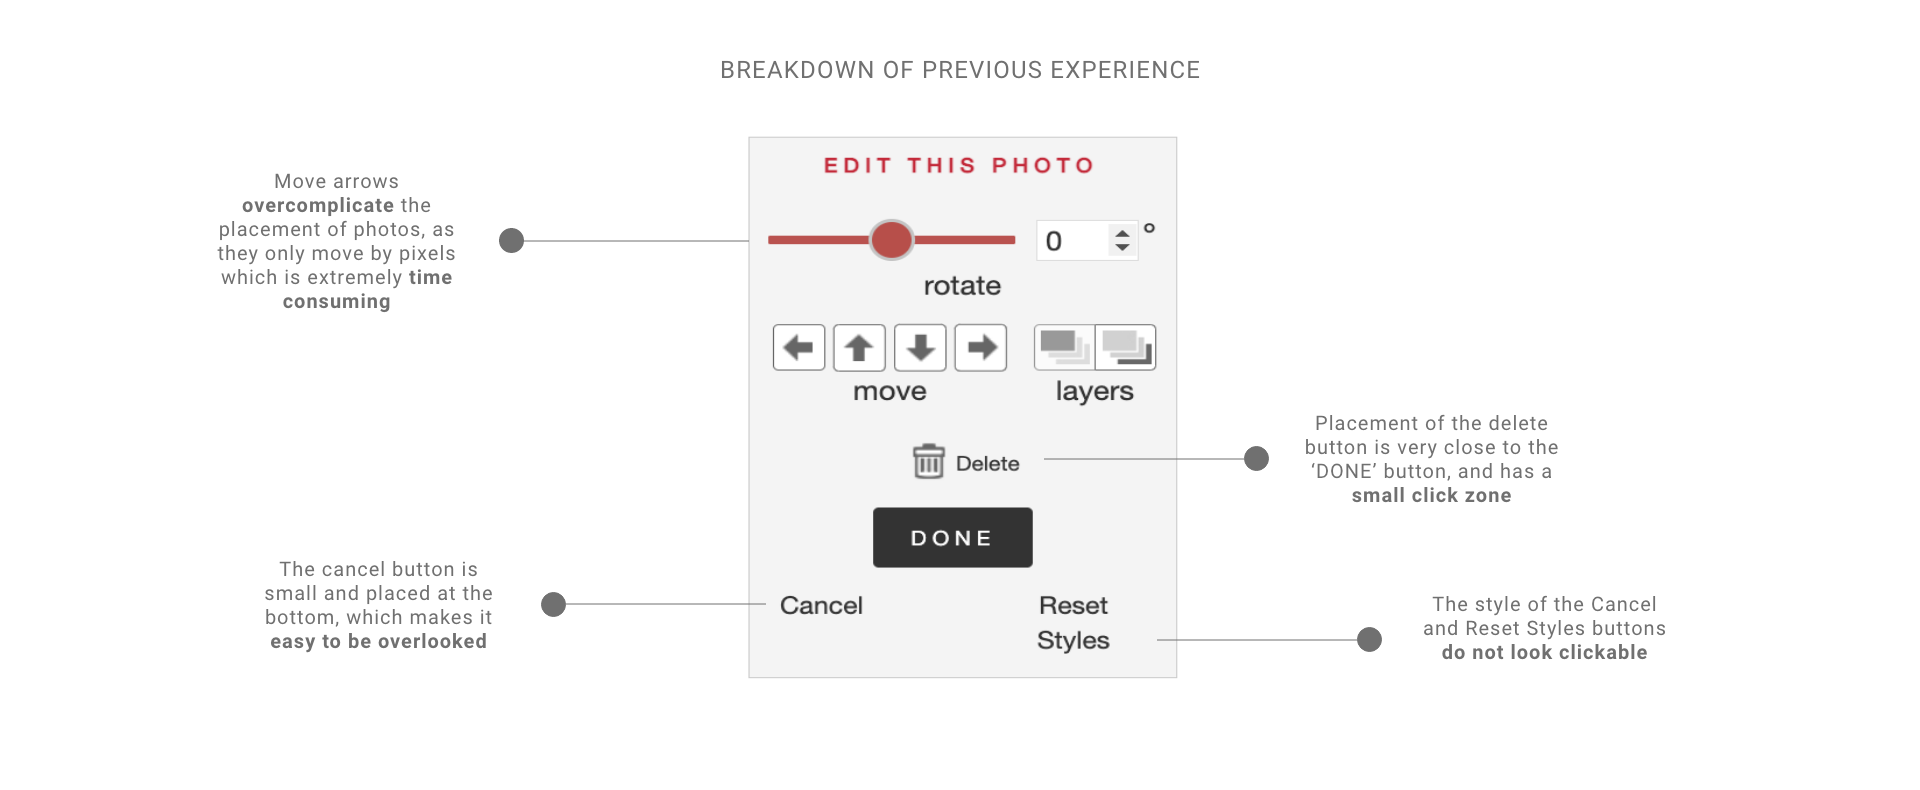 BREAKDOWN OF PREVIOUS EXPERIENCE
Move arrows
overcomplicate the
placement of photos, as
they only move by pixels
which is extremely time
consuming
EDIT THIS PHOTO
0 °
rotate
move
layers
Delete
DONE
Cancel
Reset
Styles
Placement of the delete
button is very close to the
‘DONE’ button, and has a
small click zone
The cancel button is
small and placed at the
bottom, which makes it
easy to be overlooked
The style of the Cancel
and Reset Styles buttons
do not look clickable